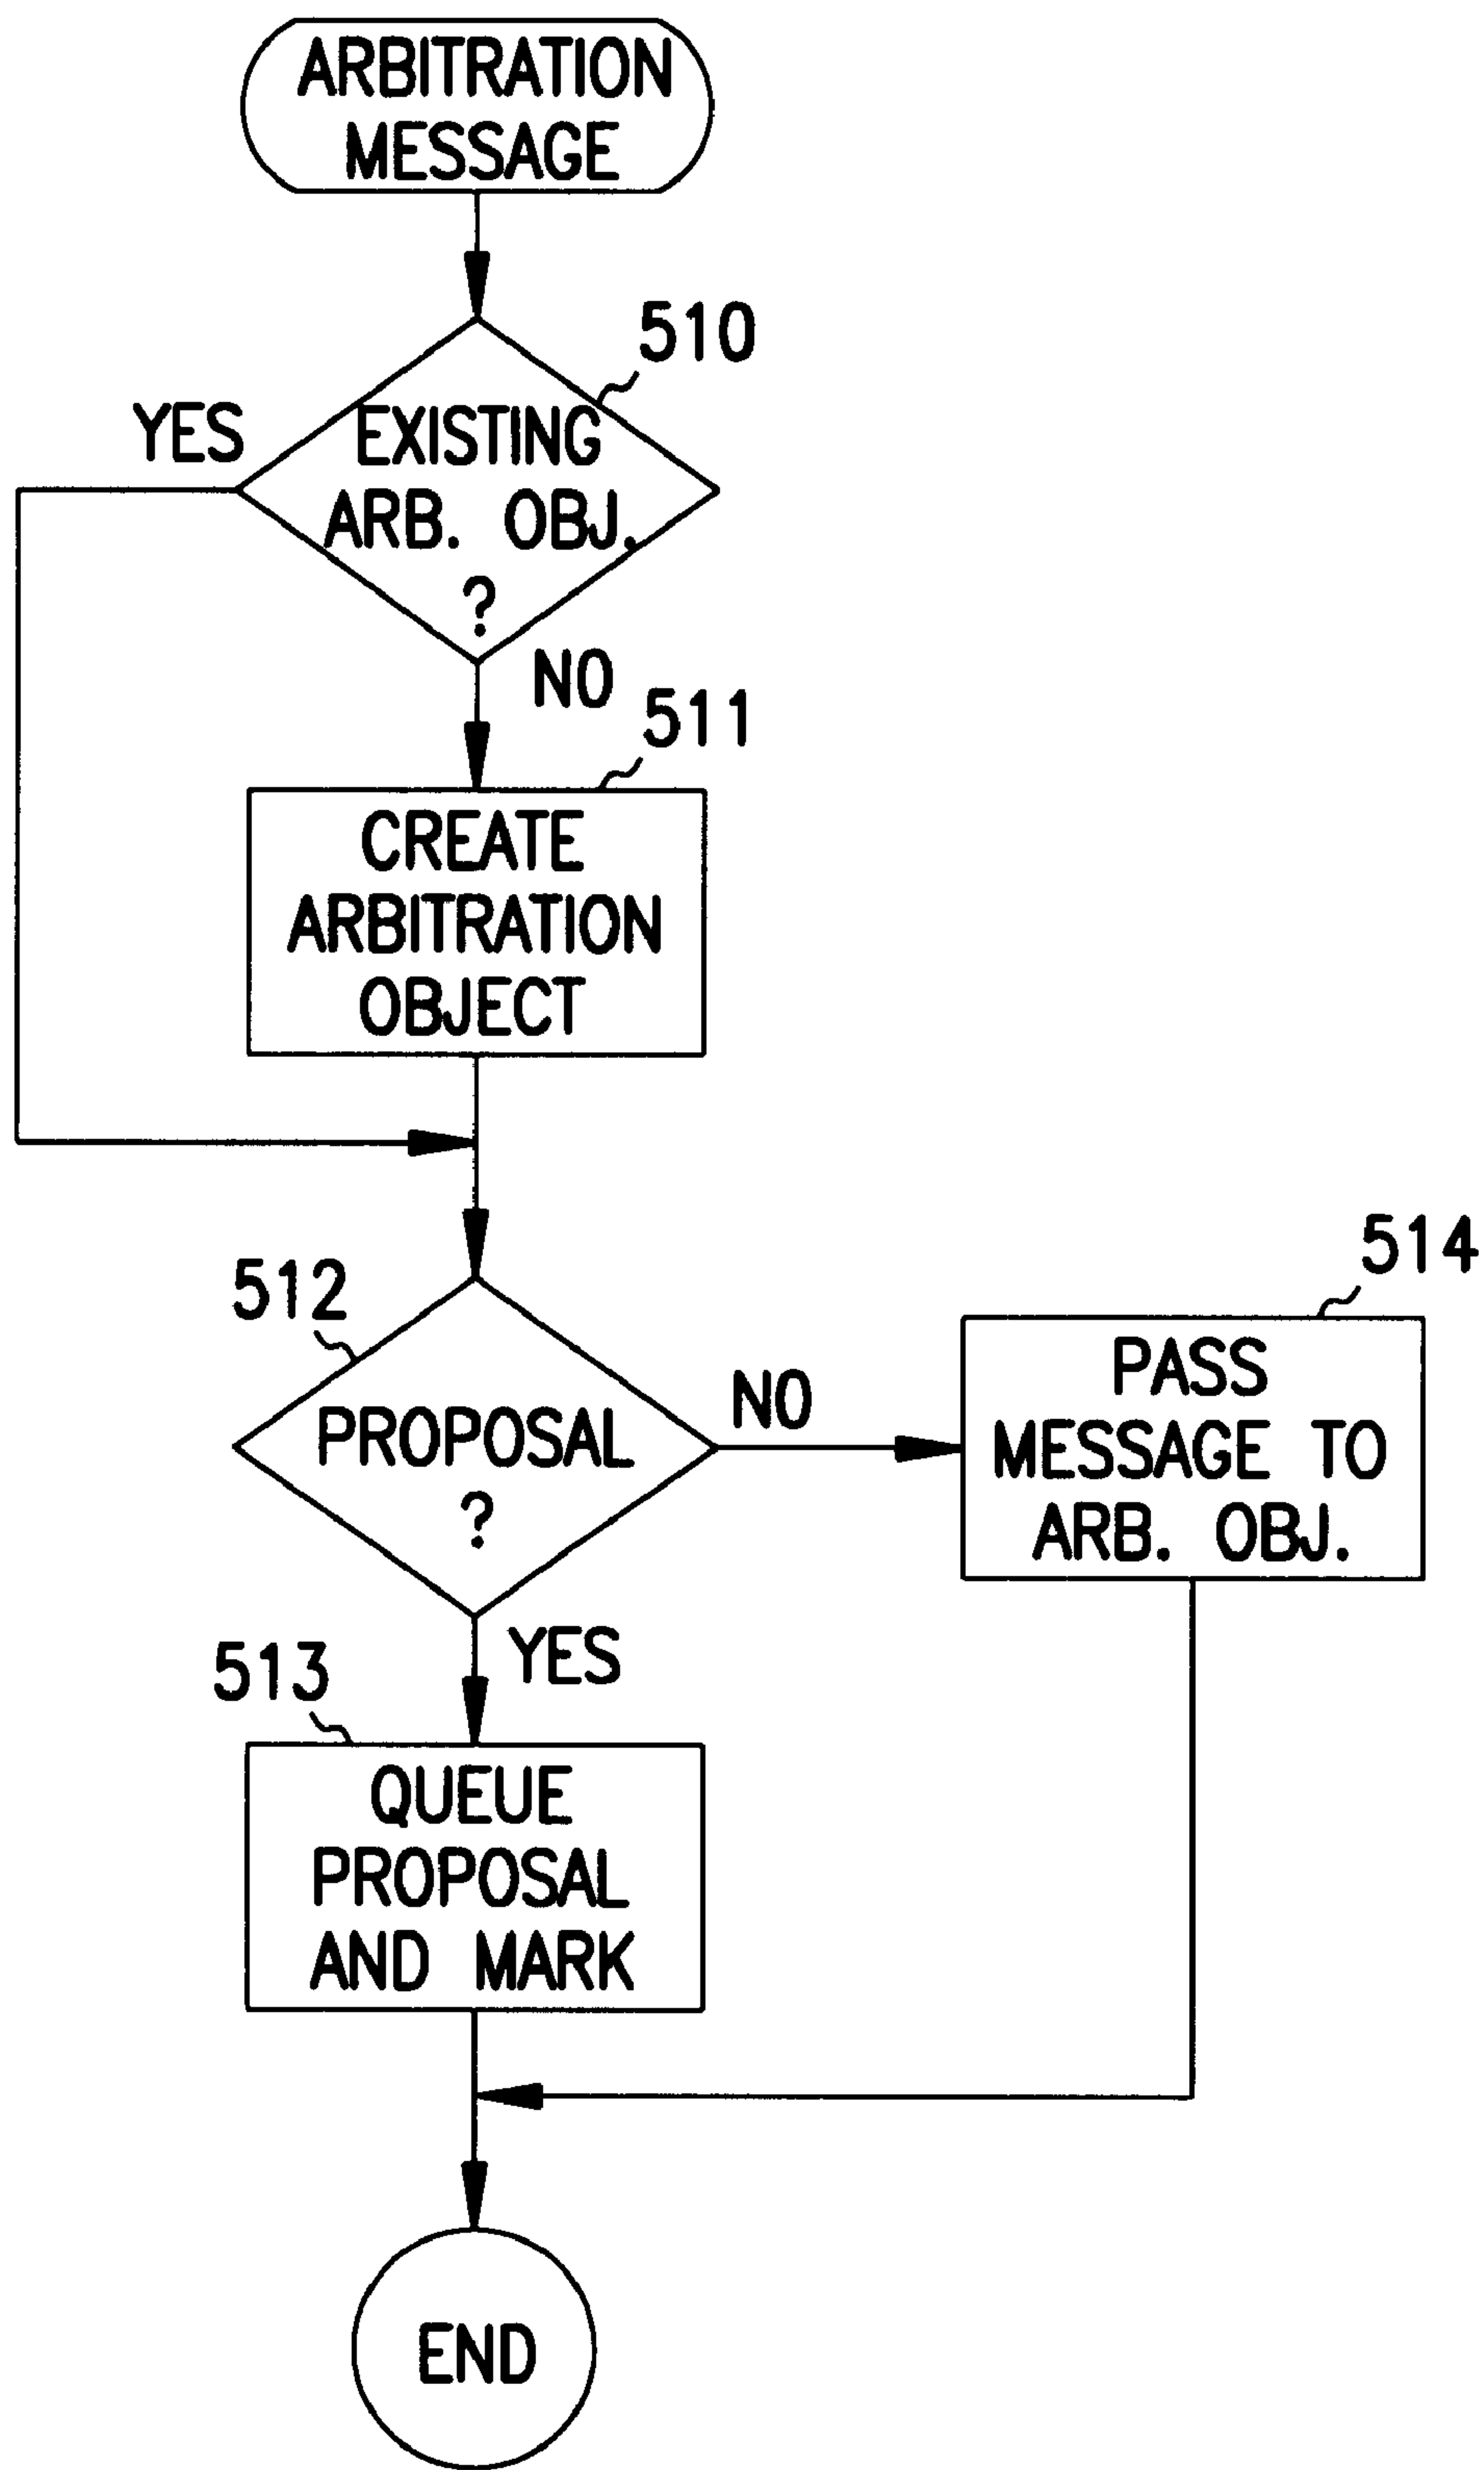 ARBITRATION
MESSAGE
510
YES
EXISTING
ARB. OBJ.
?
NO
511
CREATE
ARBITRATION
OBJECT
512
PROPOSAL
?
NO
514
PASS
MESSAGE TO
ARB. OBJ.
YES
513
QUEUE
PROPOSAL
AND MARK
END